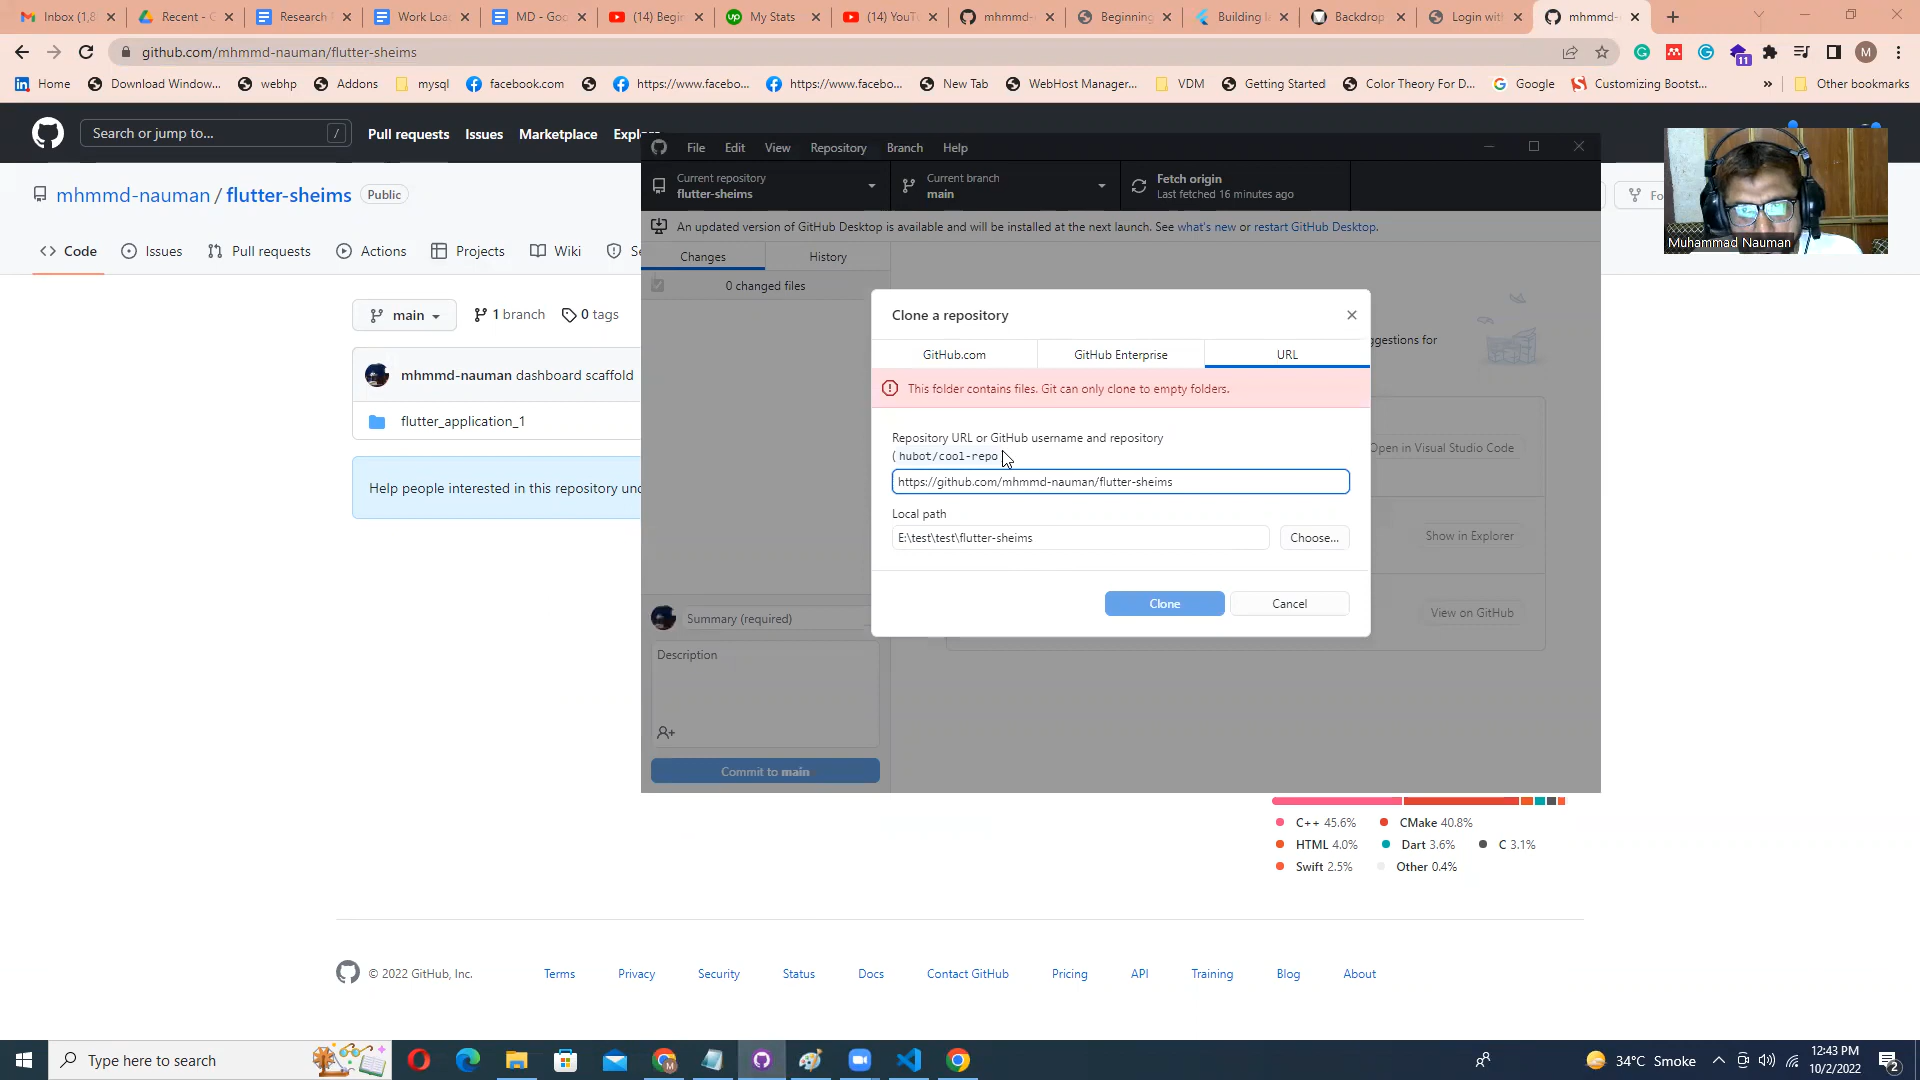 Inbox (1,8
Recent - G
Research
Work Loa
MD - Goo
(14) Begin
My Stats
(14) YouTu
mhmmd-
Beginning
Building l
Backdrop
Login with
mhmmd-
github.com/mhmmd-nauman/flutter-sheims
11
M
Home
Download Window...
webhp
Addons
mysql
facebook.com
https://www.facebo...
https://www.facebo...
New Tab
WebHost Manager...
VDM
Getting Started
Color Theory For D...
Google
Customizing Bootst...
»
Other bookmarks
Search or jump to...
/
Pull requests
Issues
Marketplace
Explore
mhmmd-nauman / flutter-sheims
Public
Fo
Code
Issues
Pull requests
Actions
Projects
Wiki
Se
main
1 branch
0 tags
mhmmd-nauman dashboard scaffold
flutter_application_1
Help people interested in this repository und
File
Edit
View
Repository
Branch
Help
Current repository
flutter-sheims
Current branch
main
Fetch origin
Last fetched 16 minutes ago
An updated version of GitHub Desktop is available and will be installed at the next launch. See what's new or restart GitHub Desktop.
Changes
History
0 changed files
ggestions for
Open in Visual Studio Code
Show in Explorer
View on GitHub
Summary (required)
Description
Commit to main
Clone a repository
GitHub.com
GitHub Enterprise
URL
This folder contains files. Git can only clone to empty folders.
Repository URL or GitHub username and repository
( hubot/cool-repo
https://github.com/mhmmd-nauman/flutter-sheims
Local path
E:\test\test\flutter-sheims
Choose...
Clone
Cancel
Muhammad Nauman
C++ 45.6%
CMake 40.8%
HTML 4.0%
Dart 3.6%
C 3.1%
Swift 2.5%
Other 0.4%
© 2022 GitHub, Inc.
Terms
Privacy
Security
Status
Docs
Contact GitHub
Pricing
API
Training
Blog
About
Type here to search
34°C Smoke
12:43 PM
10/2/2022
2